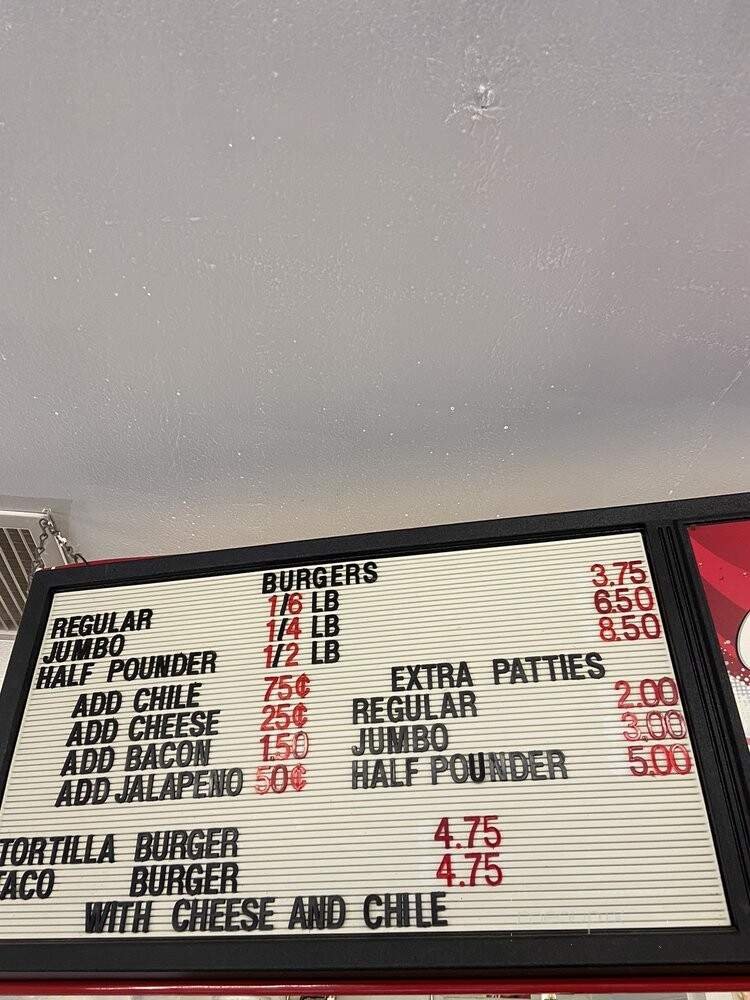 BURGERS
REGULAR 1/6 LB 3.75
JUMBO 1/4 LB 6.50
HALF POUNDER 1/2 LB 8.50
ADD CHILE 75¢
ADD CHEESE 25¢
ADD BACON 1.50
ADD JALAPENO 50¢
EXTRA PATTIES
REGULAR 2.00
JUMBO 3.00
HALF POUNDER 5.00
TORTILLA BURGER 4.75
TACO BURGER 4.75
WITH CHEESE AND CHILE